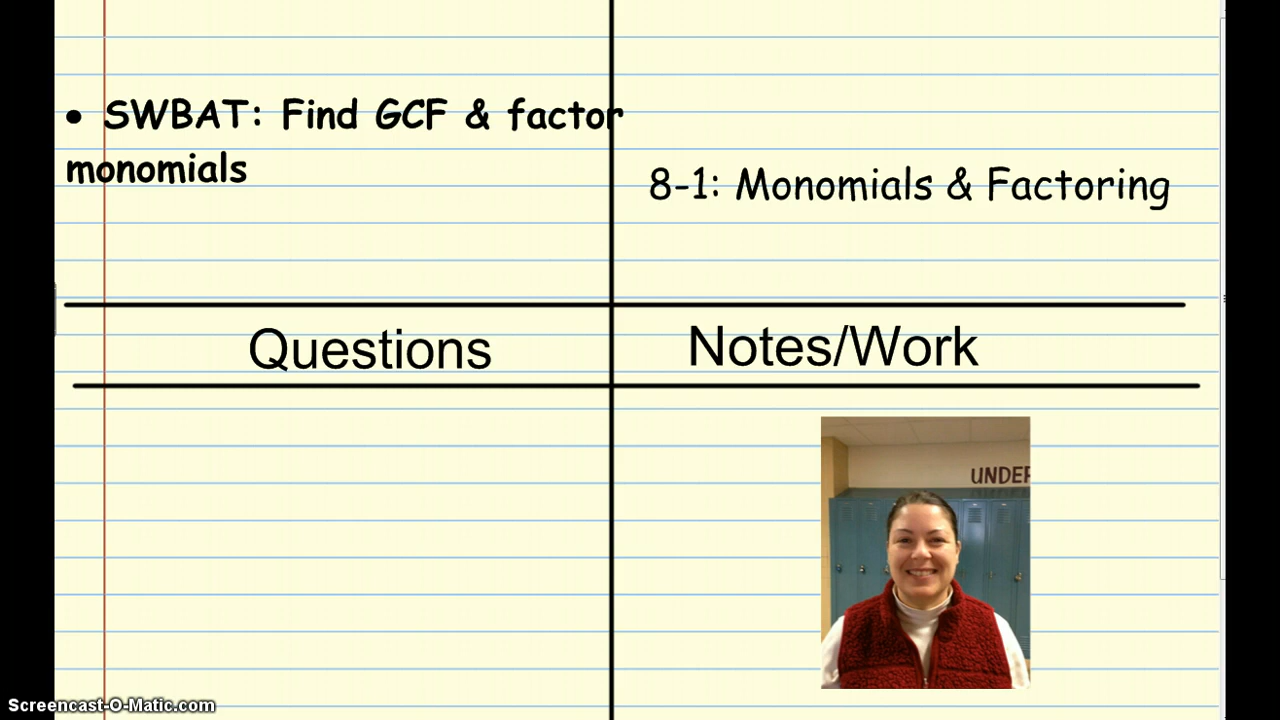 • SWBAT: Find GCF & factor
monomials
8-1: Monomials & Factoring
Questions
Notes/Work
UNDER
Screencast-O-Matic.com